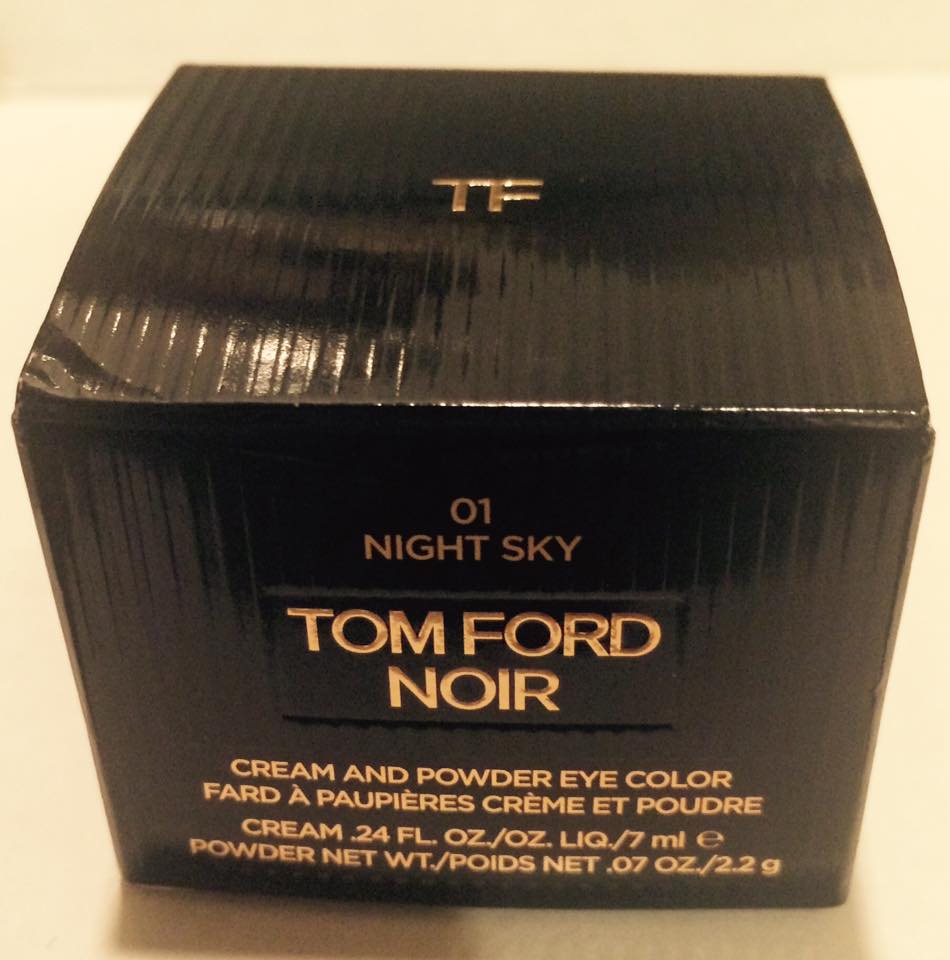 TF
01
NIGHT SKY
TOM FORD
NOIR
CREAM AND POWDER EYE COLOR
FARD À PAUPIÈRES CRÈME ET POUDRE
CREAM .24 FL. OZ./OZ. LIQ./7 ml ℮
POWDER NET WT./POIDS NET .07 OZ./2.2 g